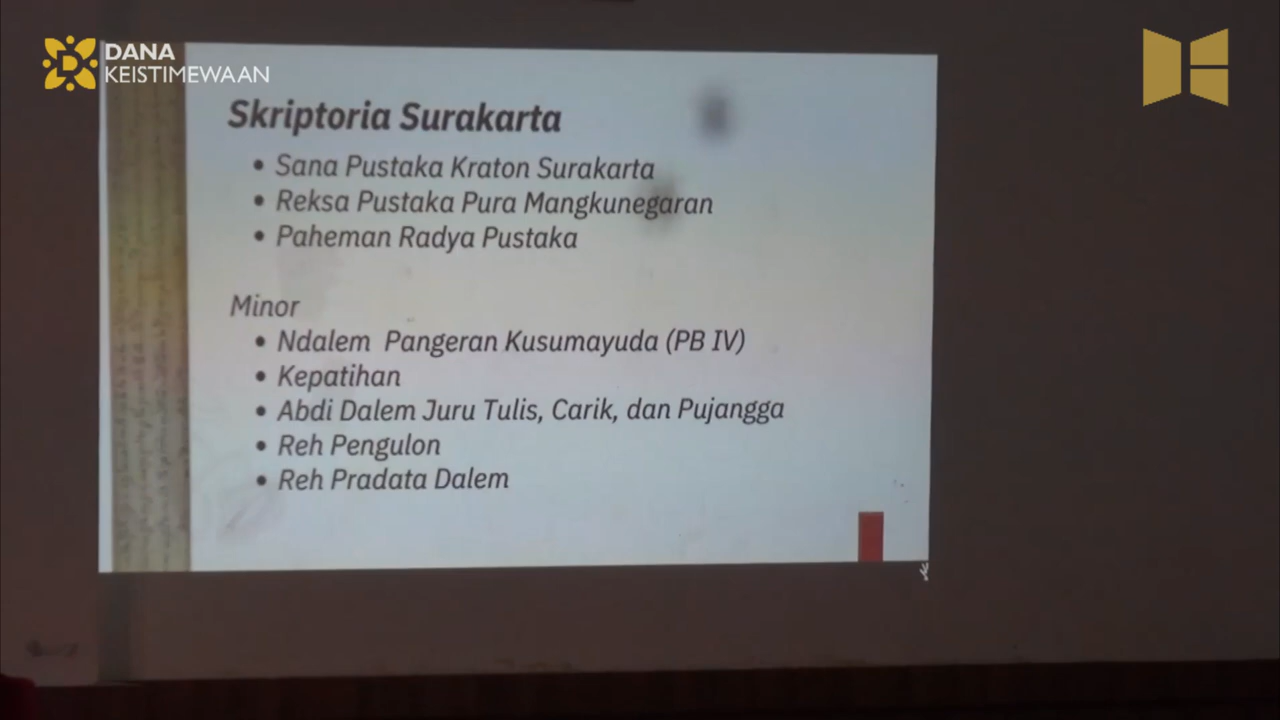 DANA
KEISTIMEWAAN
Skriptoria Surakarta
• Sana Pustaka Kraton Surakarta
• Reksa Pustaka Pura Mangkunegaran
• Paheman Radya Pustaka
Minor
• Ndalem Pangeran Kusumayuda (PB IV)
• Kepatihan
• Abdi Dalem Juru Tulis, Carik, dan Pujangga
• Reh Pengulon
• Reh Pradata Dalem